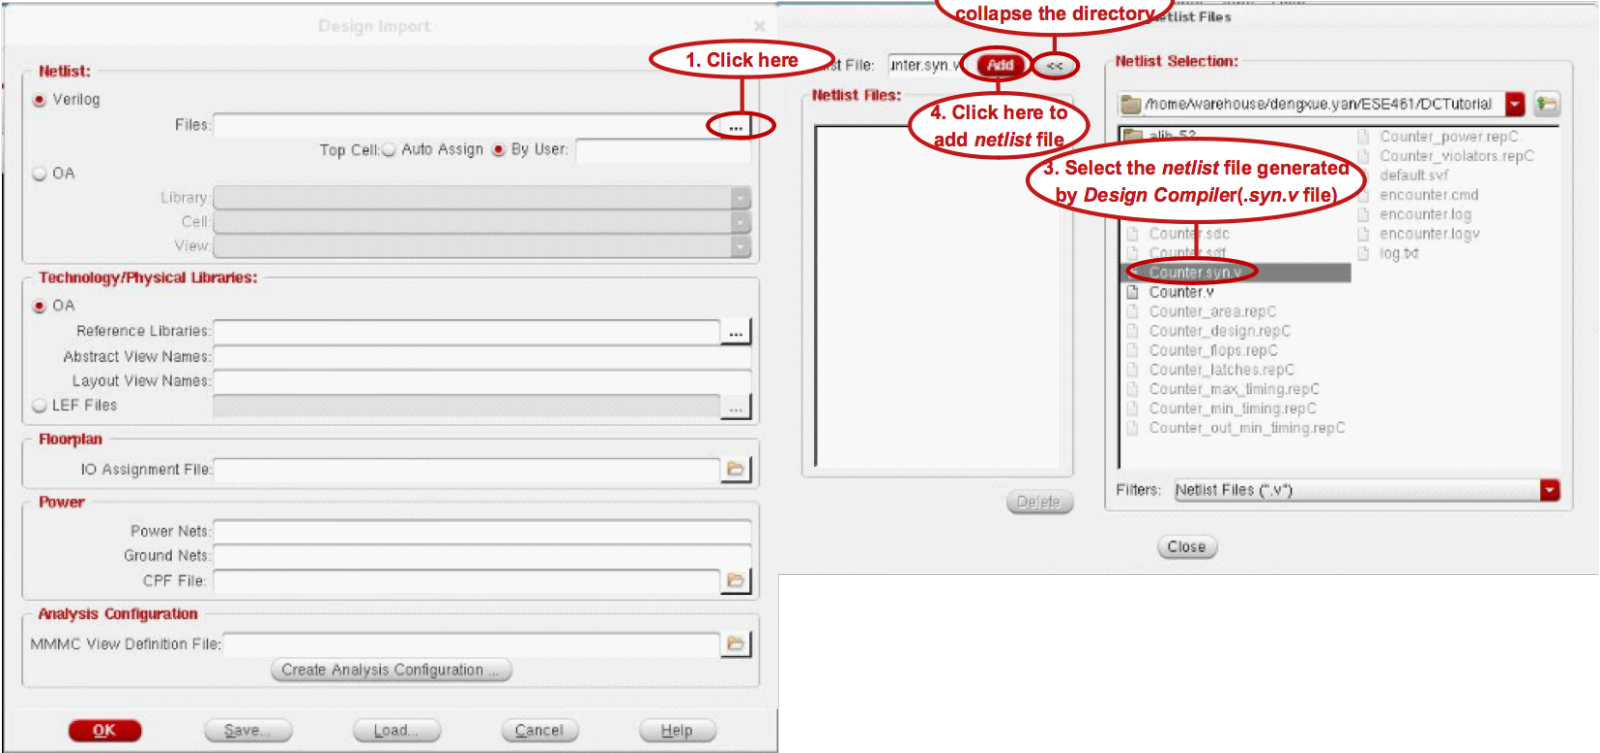 Design Import
Netlist:
Verilog
Files:
...
Top Cell:
Auto Assign
By User:
OA
Library:
Cell:
View:
Technology/Physical Libraries:
OA
Reference Libraries:
...
Abstract View Names:
Layout View Names:
LEF Files
...
Floorplan
IO Assignment File:
Power
Power Nets:
Ground Nets:
CPF File:
Analysis Configuration
MMMC View Definition File:
Create Analysis Configuration ...
OK
Save...
Load...
Cancel
Help
1. Click here
collapse the directory
File:
nter.syn.v
Add
<<
Netlist Files:
4. Click here to
add netlist file
Delete
Close
Files
Netlist Selection:
/home/warehouse/dengxue.yan/ESE461/DCTutorial
3. Select the netlist file generated
by Design Compiler(.syn.v file)
Counter.sdc
Counter.sdf
Counter.syn.v
Counter.v
Counter_area.repC
Counter_design.repC
Counter_flops.repC
Counter_latches.repC
Counter_max_timing.repC
Counter_min_timing.repC
Counter_out_min_timing.repC
Counter_power.repC
Counter_violators.repC
default.svf
encounter.cmd
encounter.log
encounter.logv
log.txt
Filters:
Netlist Files (*.v*)